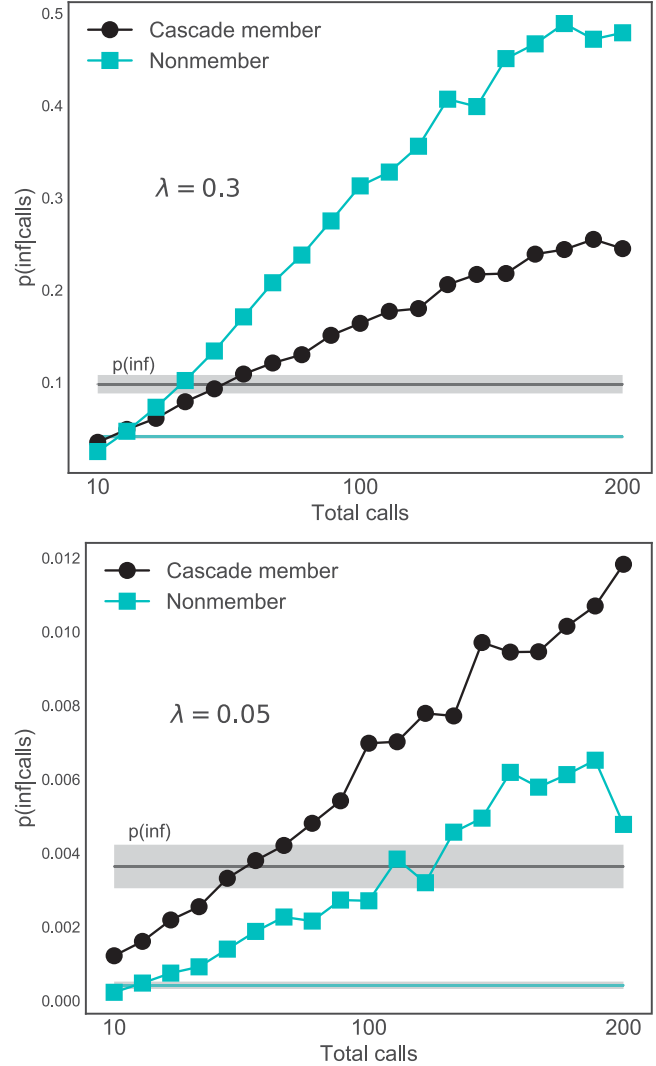 0.5
Cascade member
Nonmember
0.4
λ = 0.3
0.3
p(inf|calls)
0.2
p(inf)
0.1
10
100
200
Total calls
0.012
Cascade member
Nonmember
0.010
0.008
λ = 0.05
0.006
p(inf|calls)
p(inf)
0.004
0.002
0.000
10
100
200
Total calls